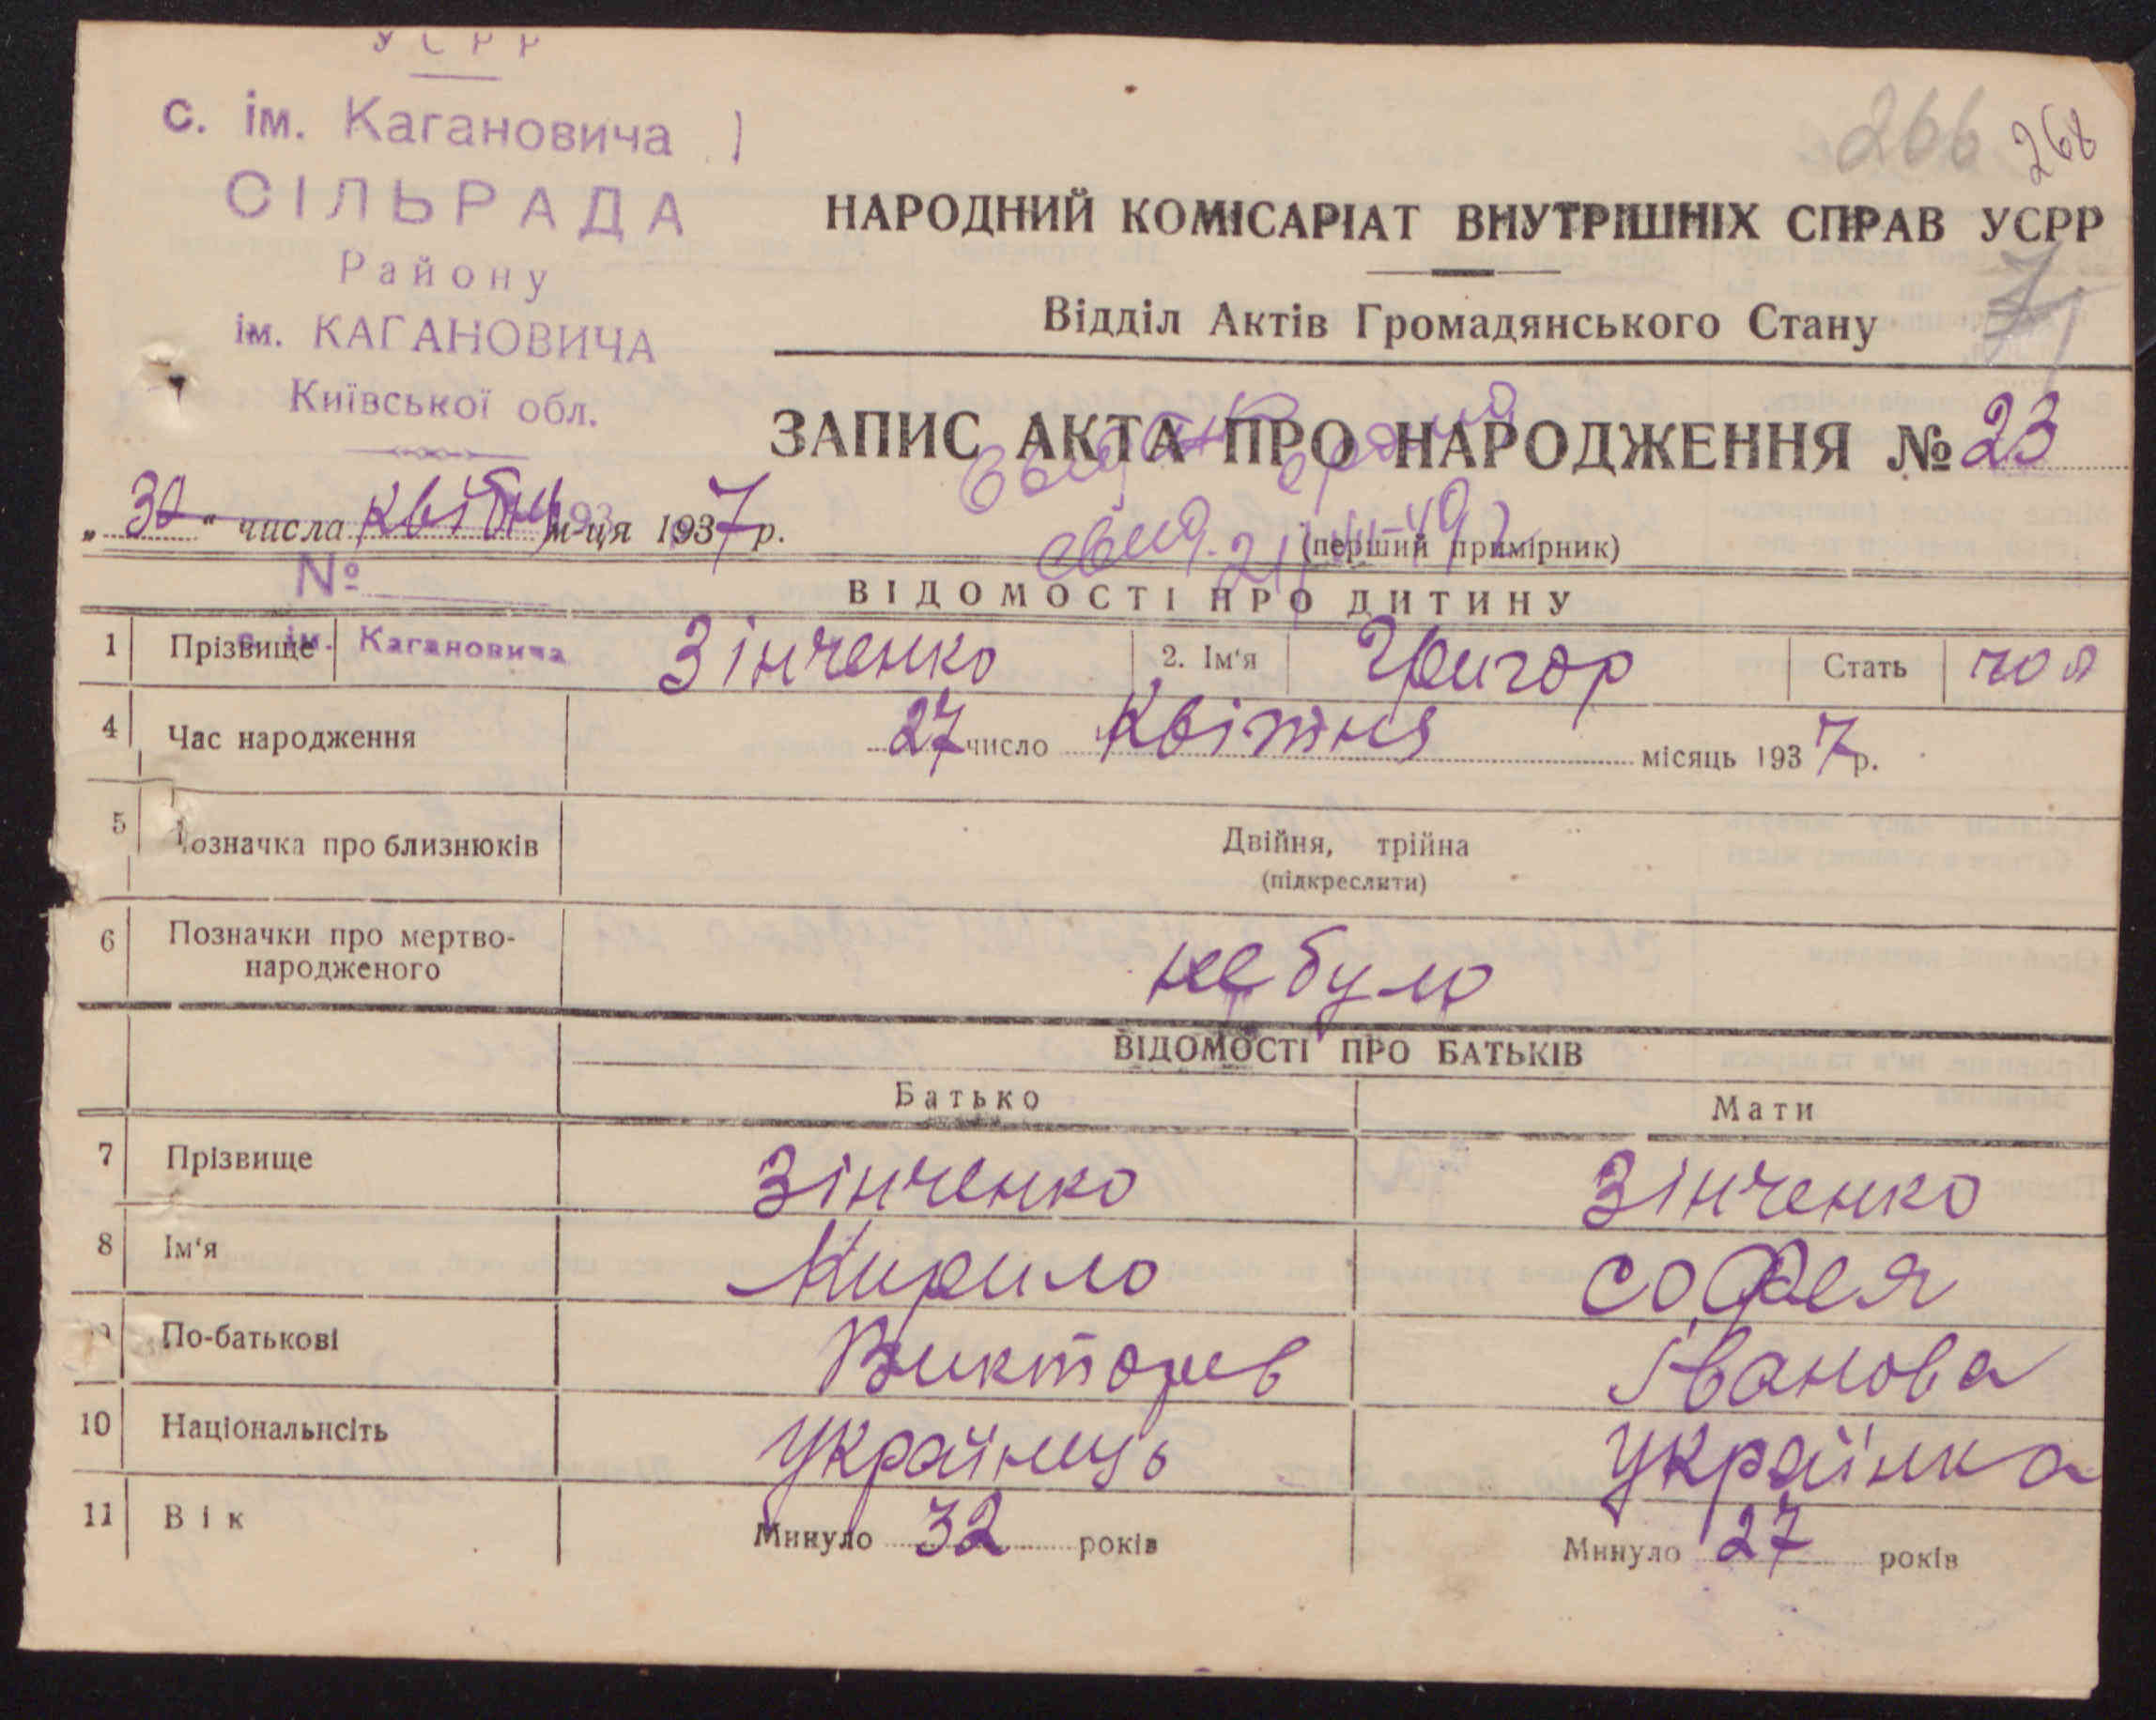 УСРР
с. ім. Кагановича
СІЛЬРАДА
Району
ім. КАГАНОВИЧА
Київської обл.
266 268
НАРОДНИЙ КОМІСАРІАТ ВНУТРІШНІХ СПРАВ УСРР
Відділ Актів Громадянського Стану
ЗАПИС АКТА ПРО НАРОДЖЕННЯ № 23
„30“ числа квітня м-ця 1937 р.
(перший примірник)
№
ВІДОМОСТІ ПРО ДИТИНУ
с. ім. Кагановича
1 Прізвище Зінченко 2. Ім'я Григор Стать чол
4 Час народження 27 число Квітня місяць 1937 р.
5 Позначка про близнюків Двійня, трійна
(підкреслити)
6 Позначки про мертво-
народженого не було
ВІДОМОСТІ ПРО БАТЬКІВ
Батько Мати
7 Прізвище Зінченко Зінченко
8 Ім'я Кирило Софея
9 По-батькові Викторів Іванова
10 Національнсіть Українець Українка
11 Вік Минуло 32 років Минуло 27 років